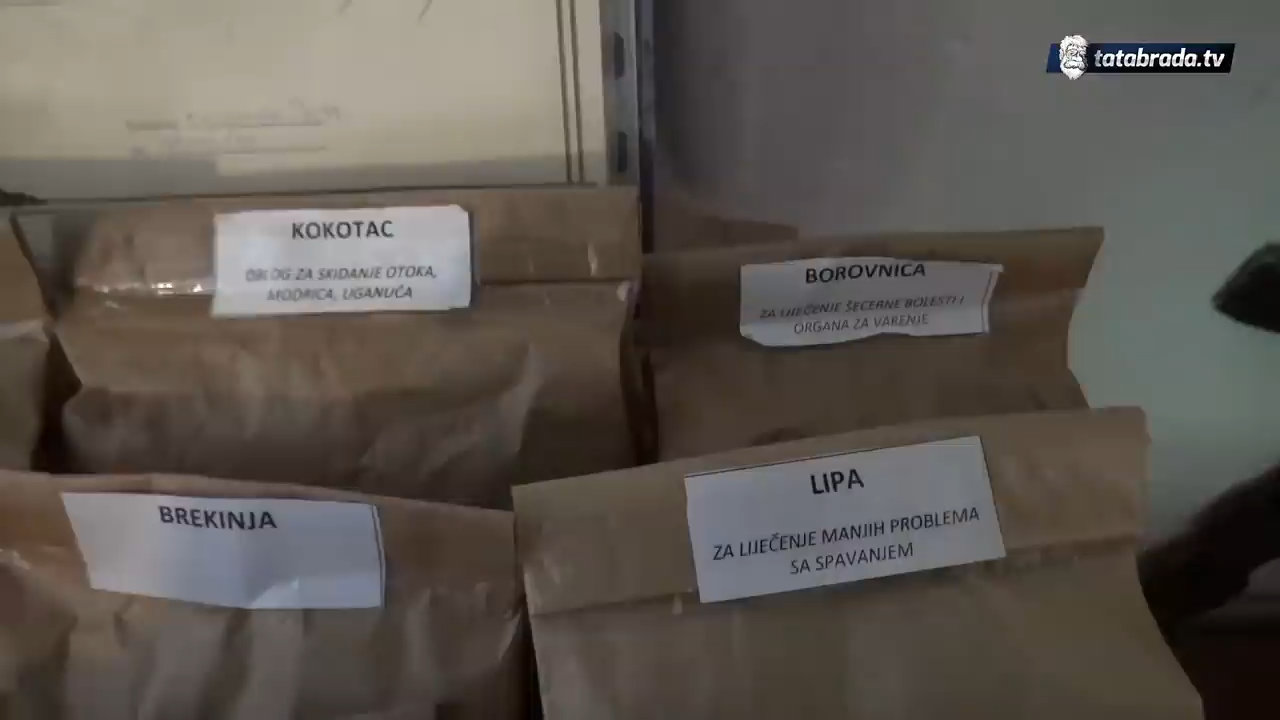 tatabrada.tv
KOKOTAC
OBLOG ZA SKIDANJE OTOKA,
MODRICA, UGANUĆA
BOROVNICA
ZA LIJEČENJE ŠEĆERNE BOLESTI I
ORGANA ZA VARENJE
BREKINJA
LIPA
ZA LIJEČENJE MANJIH PROBLEMA
SA SPAVANJEM